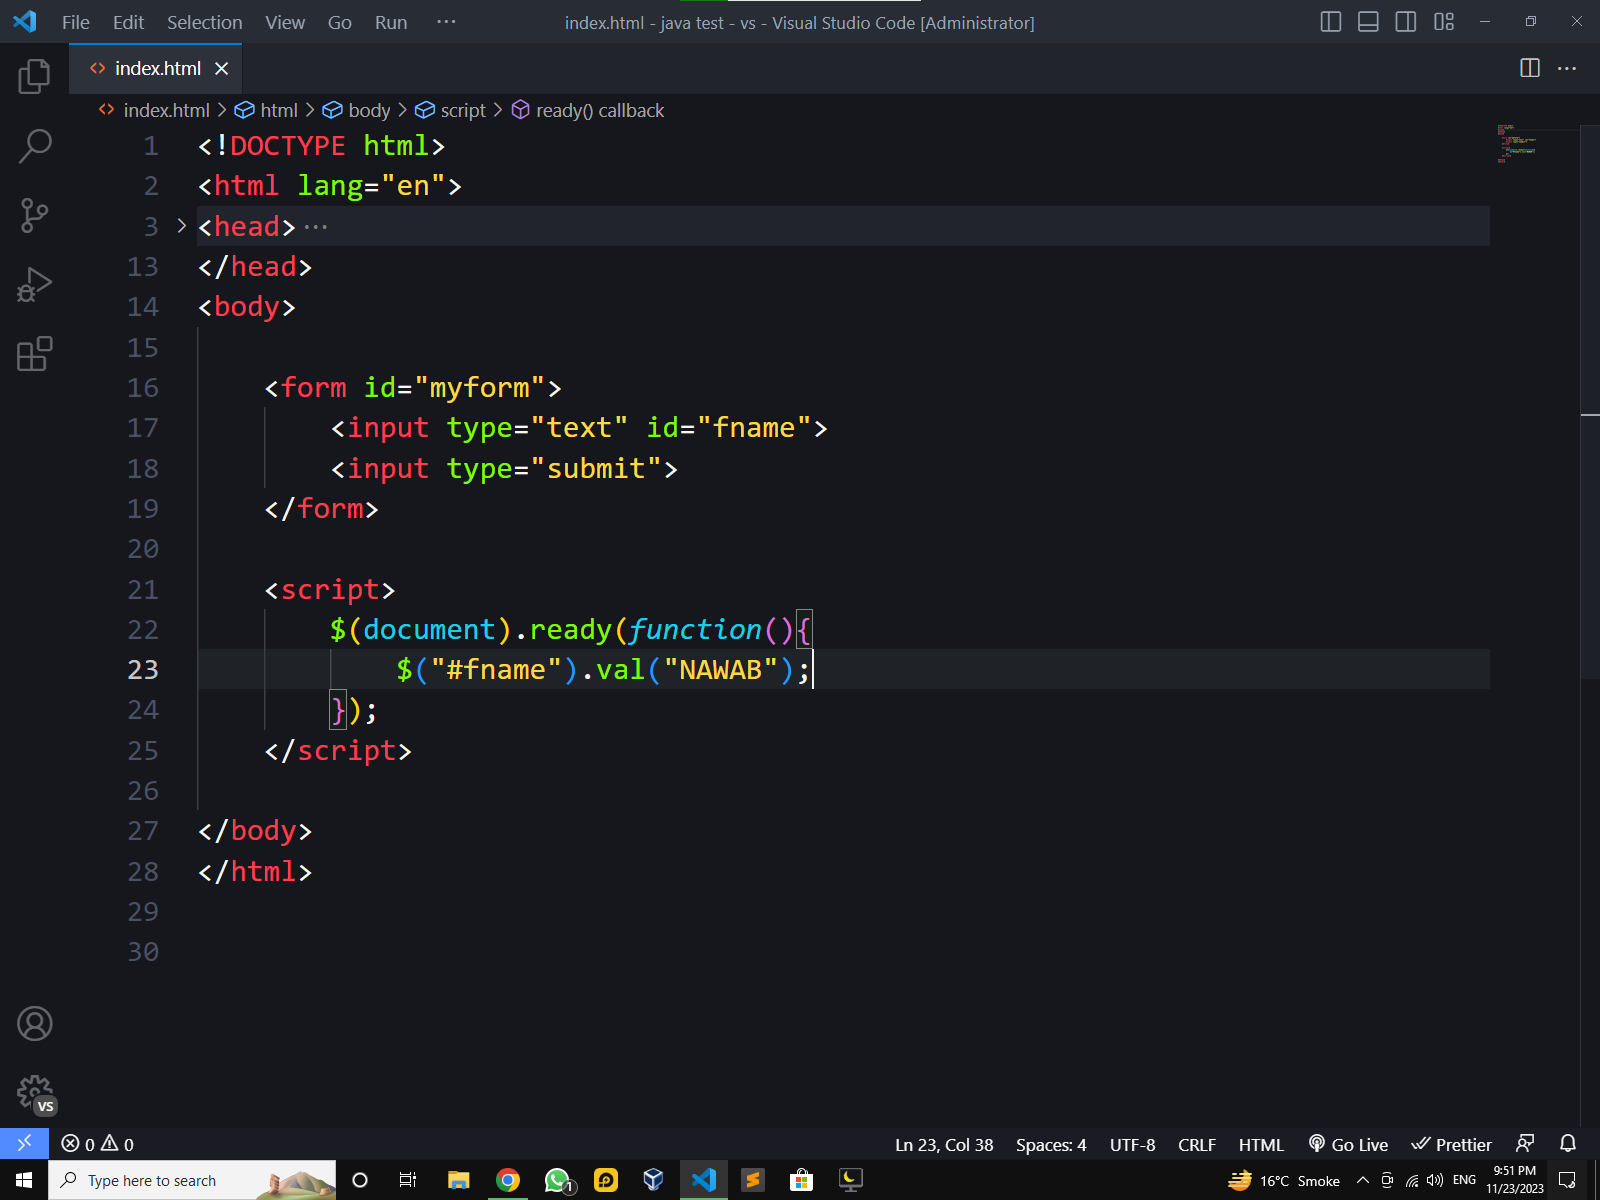 File Edit Selection View Go Run ··· index.html - java test - vs - Visual Studio Code [Administrator]
index.html
index.html > html > body > script > ready() callback
1 <!DOCTYPE html>
2 <html lang="en">
3 <head>···
13 </head>
14 <body>
15
16 <form id="myform">
17 <input type="text" id="fname">
18 <input type="submit">
19 </form>
20
21 <script>
22 $(document).ready(function(){
23 $("#fname").val("NAWAB");
24 });
25 </script>
26
27 </body>
28 </html>
29
30
VS
0 0 Ln 23, Col 38 Spaces: 4 UTF-8 CRLF HTML Go Live Prettier
Type here to search 1 16°C Smoke ENG 9:51 PM
11/23/2023